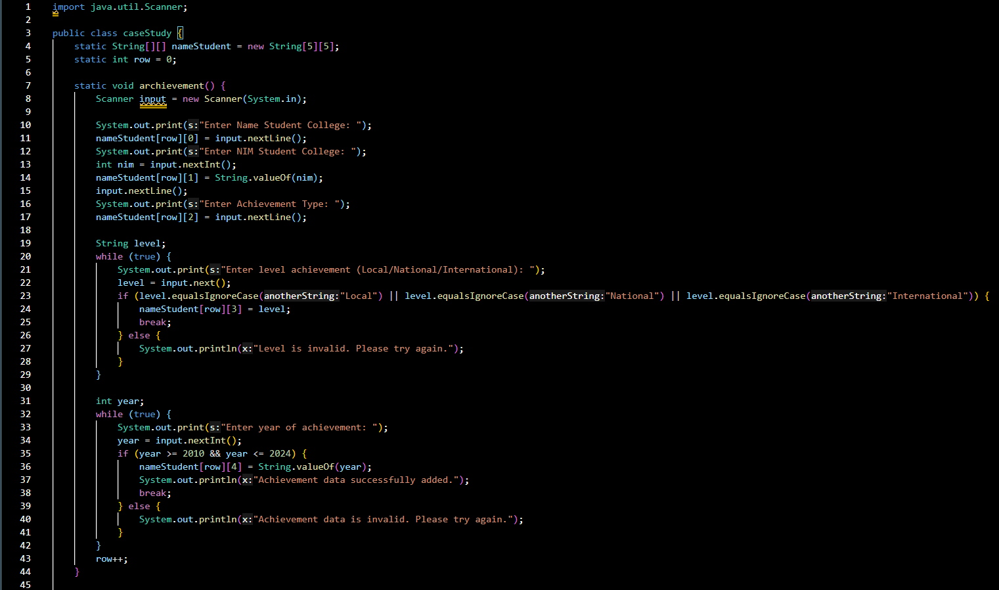 1 import java.util.Scanner;
2
3 public class caseStudy {
4 static String[][] nameStudent = new String[5][5];
5 static int row = 0;
6
7 static void archievement() {
8 Scanner input = new Scanner(System.in);
9
10 System.out.print(s:"Enter Name Student College: ");
11 nameStudent[row][0] = input.nextLine();
12 System.out.print(s:"Enter NIM Student College: ");
13 int nim = input.nextInt();
14 nameStudent[row][1] = String.valueOf(nim);
15 input.nextLine();
16 System.out.print(s:"Enter Achievement Type: ");
17 nameStudent[row][2] = input.nextLine();
18
19 String level;
20 while (true) {
21 System.out.print(s:"Enter level achievement (Local/National/International): ");
22 level = input.next();
23 if (level.equalsIgnoreCase(anotherString:"Local") || level.equalsIgnoreCase(anotherString:"National") || level.equalsIgnoreCase(anotherString:"International")) {
24 nameStudent[row][3] = level;
25 break;
26 } else {
27 System.out.println(x:"Level is invalid. Please try again.");
28 }
29 }
30
31 int year;
32 while (true) {
33 System.out.print(s:"Enter year of achievement: ");
34 year = input.nextInt();
35 if (year >= 2010 && year <= 2024) {
36 nameStudent[row][4] = String.valueOf(year);
37 System.out.println(x:"Achievement data successfully added.");
38 break;
39 } else {
40 System.out.println(x:"Achievement data is invalid. Please try again.");
41 }
42 }
43 row++;
44 }
45